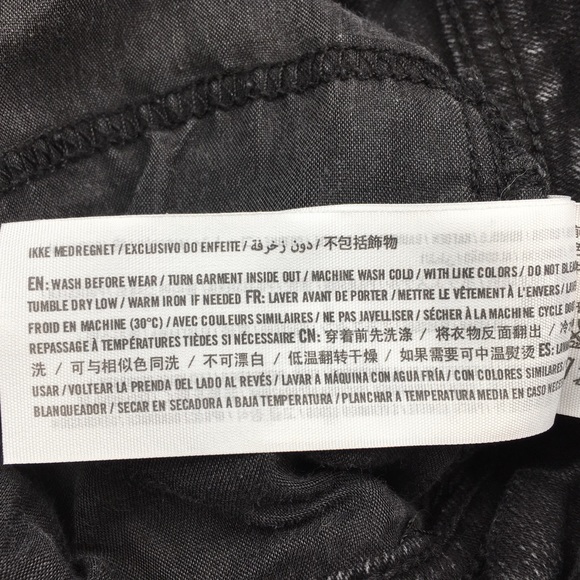 IKKE MEDREGNET / EXCLUSIVO DO ENFEITE / دون زخرفة / 不包括飾物
EN: WASH BEFORE WEAR / TURN GARMENT INSIDE OUT / MACHINE WASH COLD / WITH LIKE COLORS / DO NOT BLEACH
TUMBLE DRY LOW / WARM IRON IF NEEDED FR: LAVER AVANT DE PORTER / METTRE LE VÊTEMENT À L'ENVERS /
FROID EN MACHINE (30°C) / AVEC COULEURS SIMILAIRES / NE PAS JAVELLISER / SÉCHER À LA MACHINE CYCLE
REPASSAGE À TEMPÉRATURES TIÈDES SI NÉCESSAIRE CN: 穿着前先洗涤 / 将衣物反面翻出 / 冷
洗 / 可与相似色同洗 / 不可漂白 / 低温翻转干燥 / 如果需要可中温熨烫 ES:
USAR / VOLTEAR LA PRENDA DEL LADO AL REVÉS / LAVAR A MÁQUINA CON AGUA FRÍA / CON COLORES SIMILARES
BLANQUEADOR / SECAR EN SECADORA A BAJA TEMPERATURA / PLANCHAR A TEMPERATURA MEDIA EN CASO